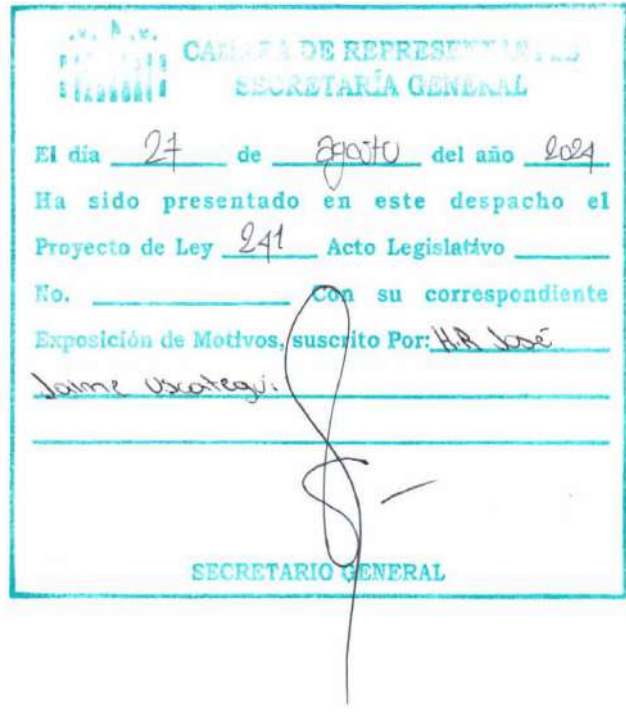 CAMARA DE REPRESENTANTES
SECRETARÍA GENERAL
El día 27 de agosto del año 2024
Ha sido presentado en este despacho el
Proyecto de Ley 241 Acto Legislativo
No. Con su correspondiente
Exposición de Motivos, suscrito Por: H.R José
Jaime Uscategui
SECRETARIO GENERAL